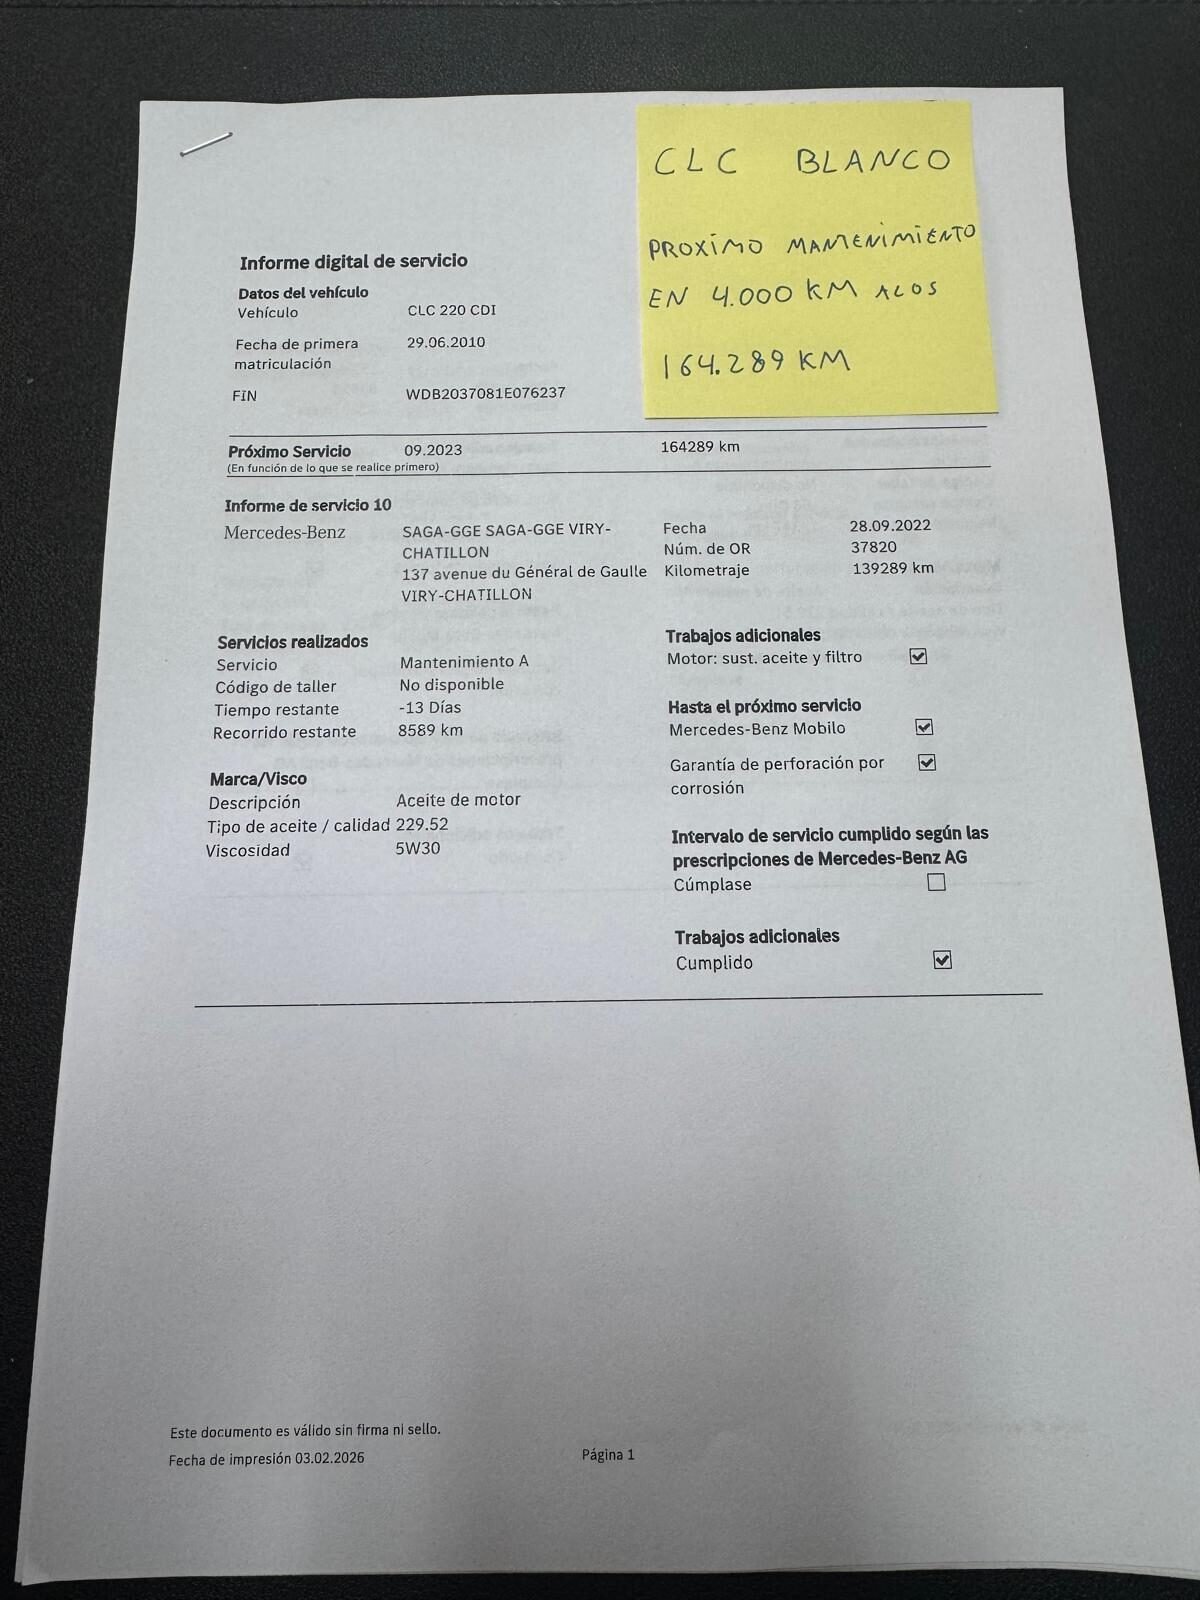 CLC BLANCO
PROXIMO MANTENIMIENTO
EN 4.000 KM ALOS
164.289 KM
Informe digital de servicio
Datos del vehículo
Vehículo CLC 220 CDI
Fecha de primera 29.06.2010
matriculación
FIN WDB2037081E076237
Próximo Servicio 09.2023 164289 km
(En función de lo que se realice primero)
Informe de servicio 10
Mercedes-Benz SAGA-GGE SAGA-GGE VIRY- Fecha 28.09.2022
CHATILLON Núm. de OR 37820
137 avenue du Général de Gaulle Kilometraje 139289 km
VIRY-CHATILLON
Servicios realizados Trabajos adicionales
Servicio Mantenimiento A Motor: sust. aceite y filtro
Código de taller No disponible
Tiempo restante -13 Días Hasta el próximo servicio
Recorrido restante 8589 km Mercedes-Benz Mobilo
Garantía de perforación por
corrosión
Marca/Visco
Descripción Aceite de motor
Tipo de aceite / calidad 229.52
Viscosidad 5W30
Intervalo de servicio cumplido según las
prescripciones de Mercedes-Benz AG
Cúmplase
Trabajos adicionales
Cumplido
Este documento es válido sin firma ni sello.
Fecha de impresión 03.02.2026 Página 1